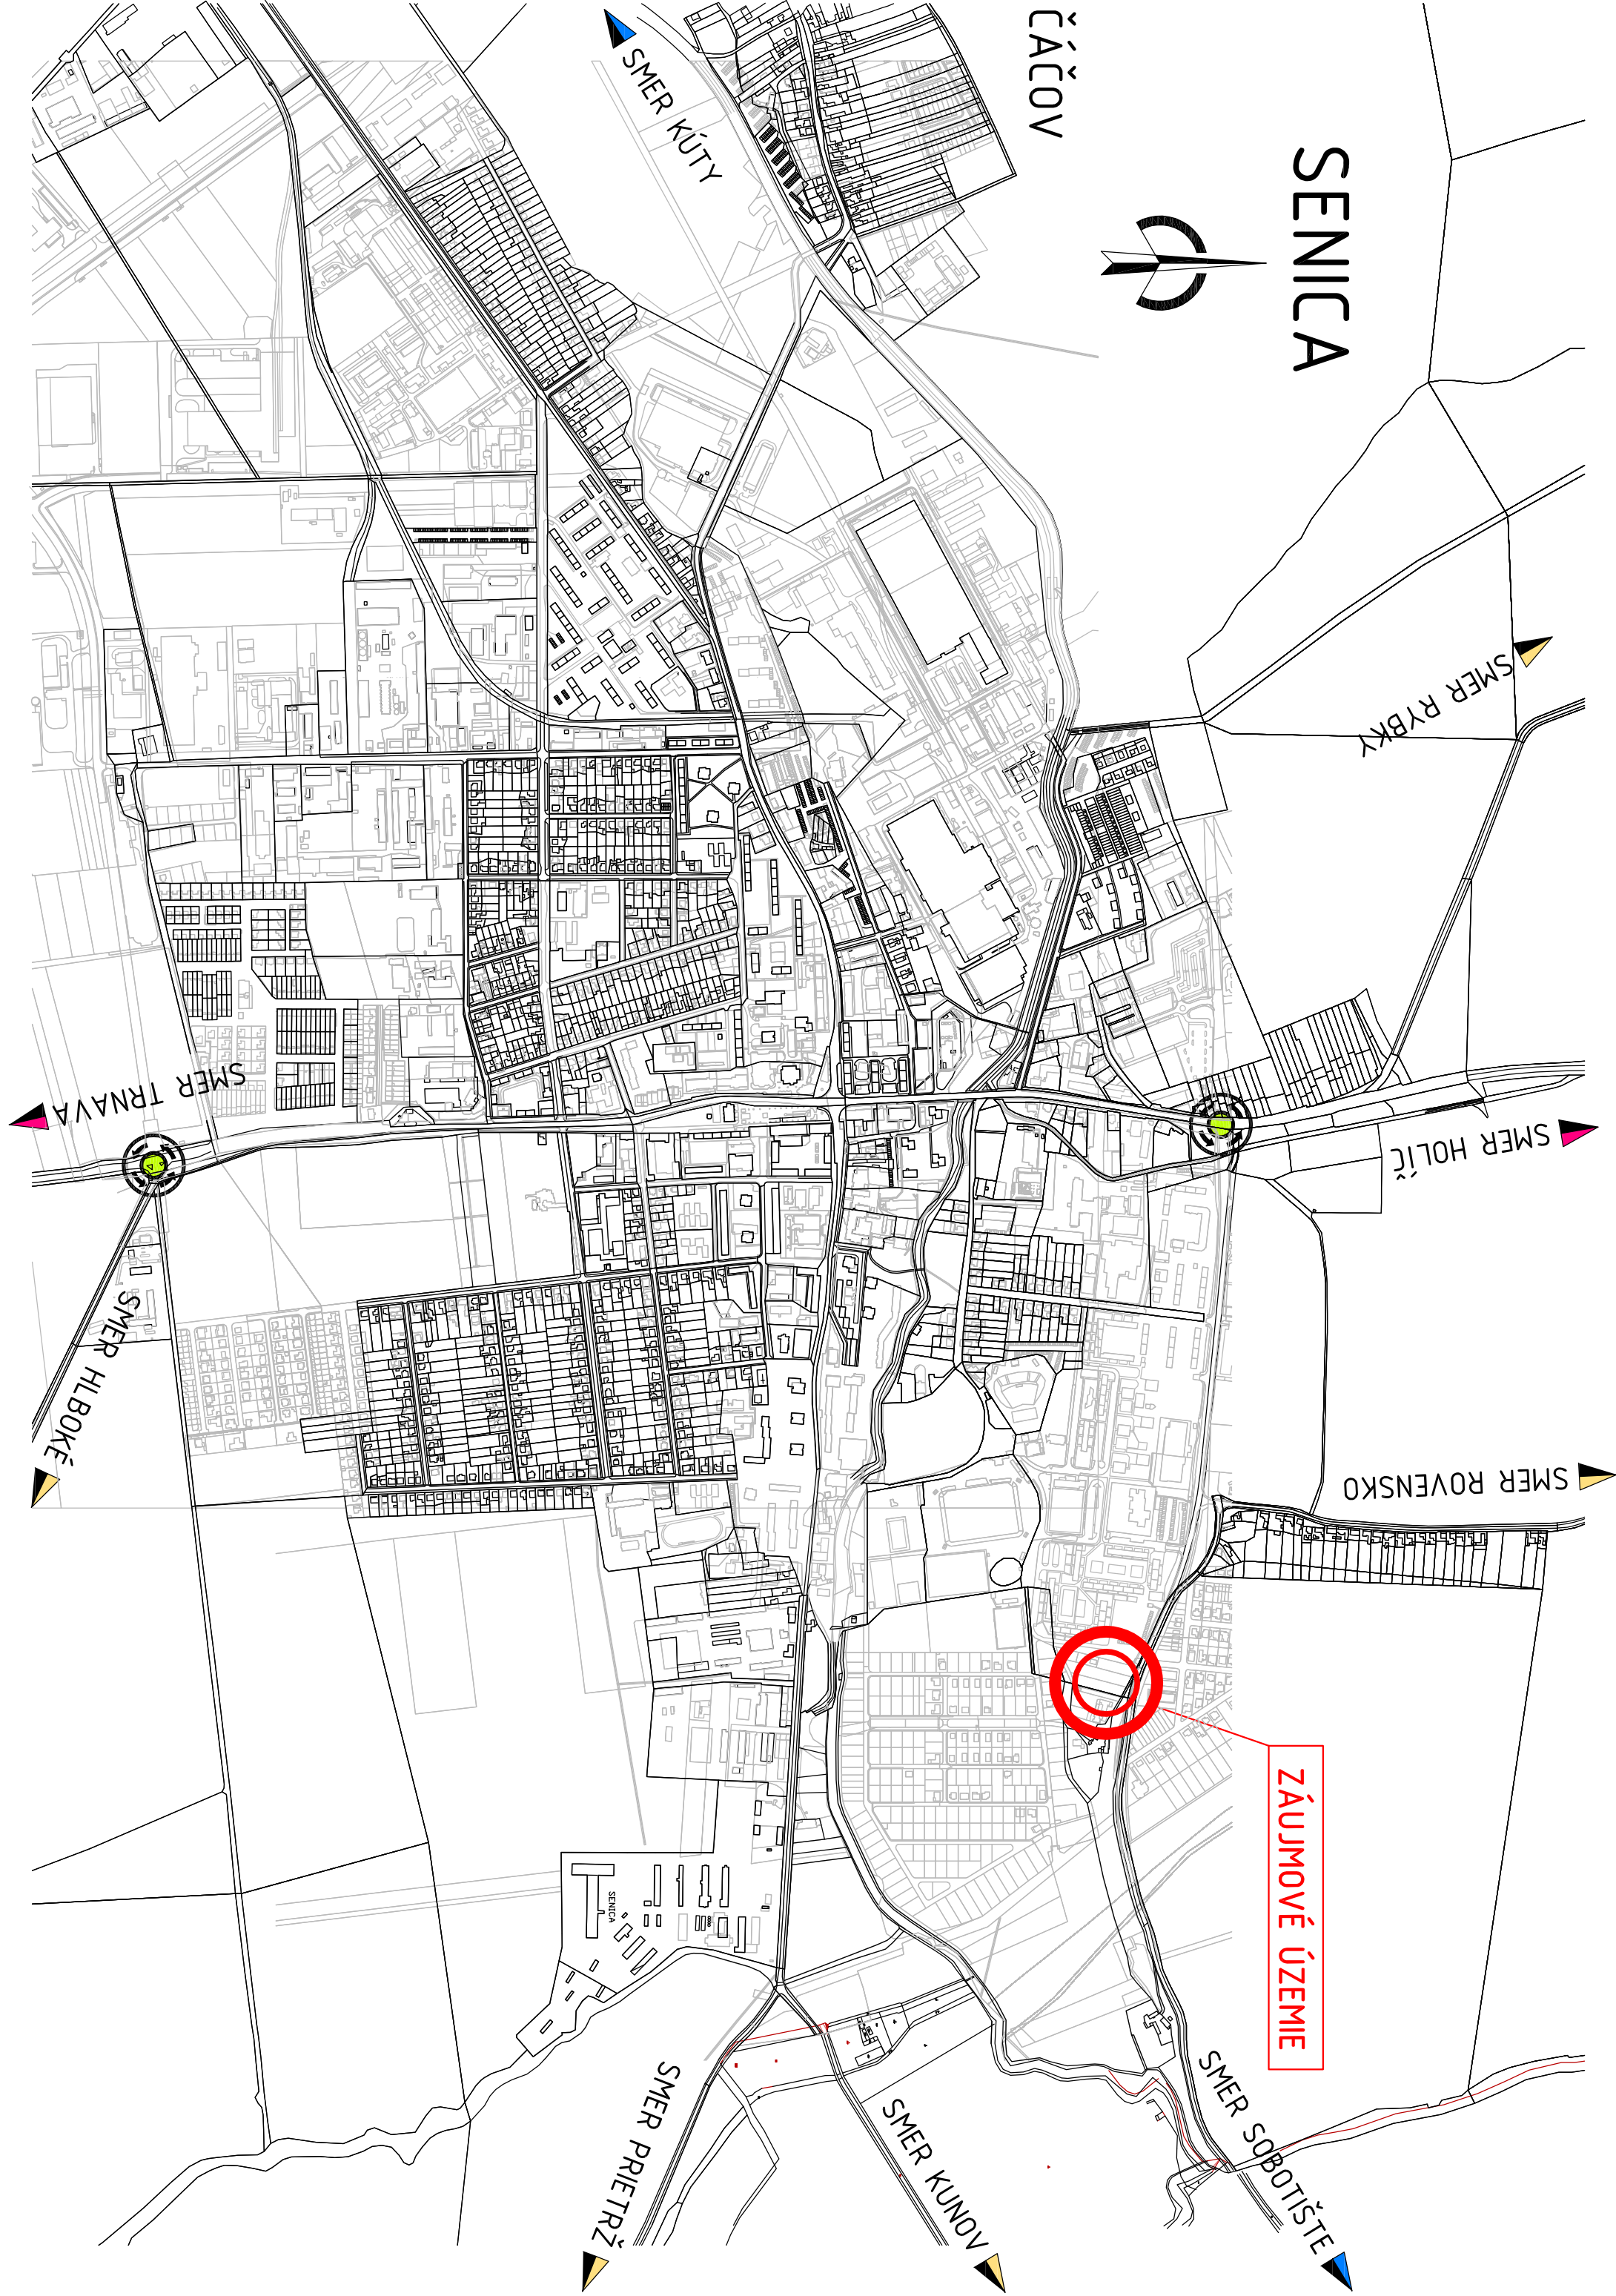 SENICA
ČÁČOV
SMER KÚTY
SMER RYBKY
SMER HOLÍČ
SMER ROVENSKO
SMER TRNAVA
SMER HLBOKÉ
ZÁUJMOVÉ ÚZEMIE
SENICA
SMER SOBOTIŠTE
SMER KUNOV
SMER PRIETRŽ